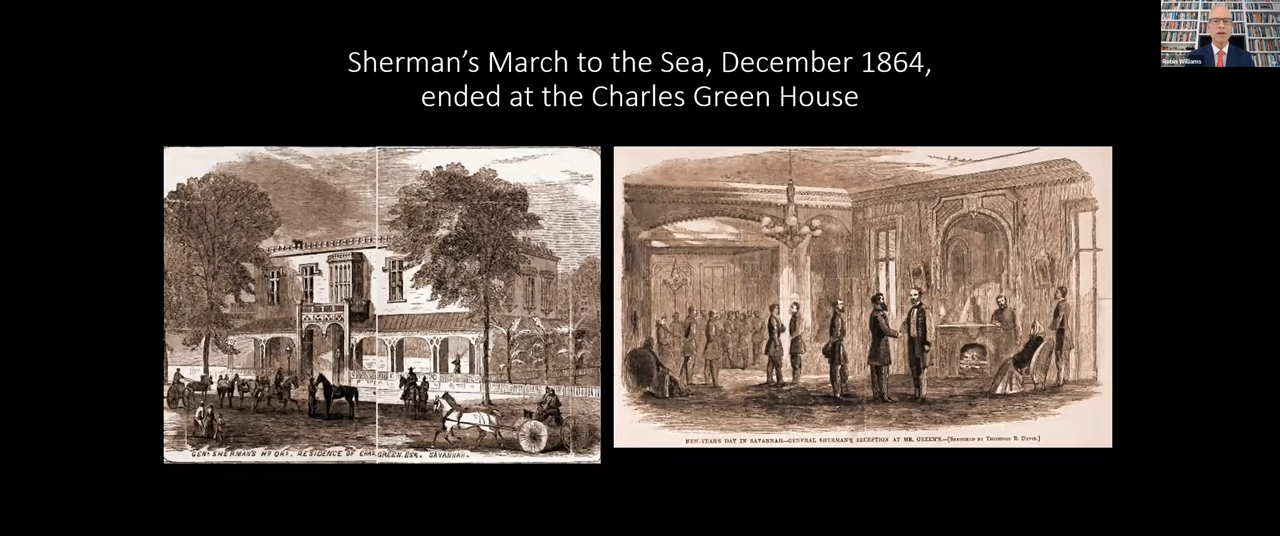 Sherman's March to the Sea, December 1864,
ended at the Charles Green House
Robin Williams
GENL SHERMAN'S HD QRS. RESIDENCE OF CHAS. GREEN. ESQ. SAVANNAH.
NEW-YEAR'S DAY IN SAVANNAH—GENERAL SHERMAN'S RECEPTION AT MR. GREEN'S.—[SKETCHED BY THEODORE R. DAVIS.]